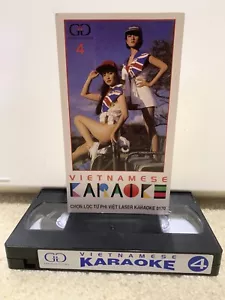 4
VIETNAMESE
KARAOKE
CHỌN LỌC TỪ PHI VIỆT LASER KARAOKE
VIETNAMESE
KARAOKE 4